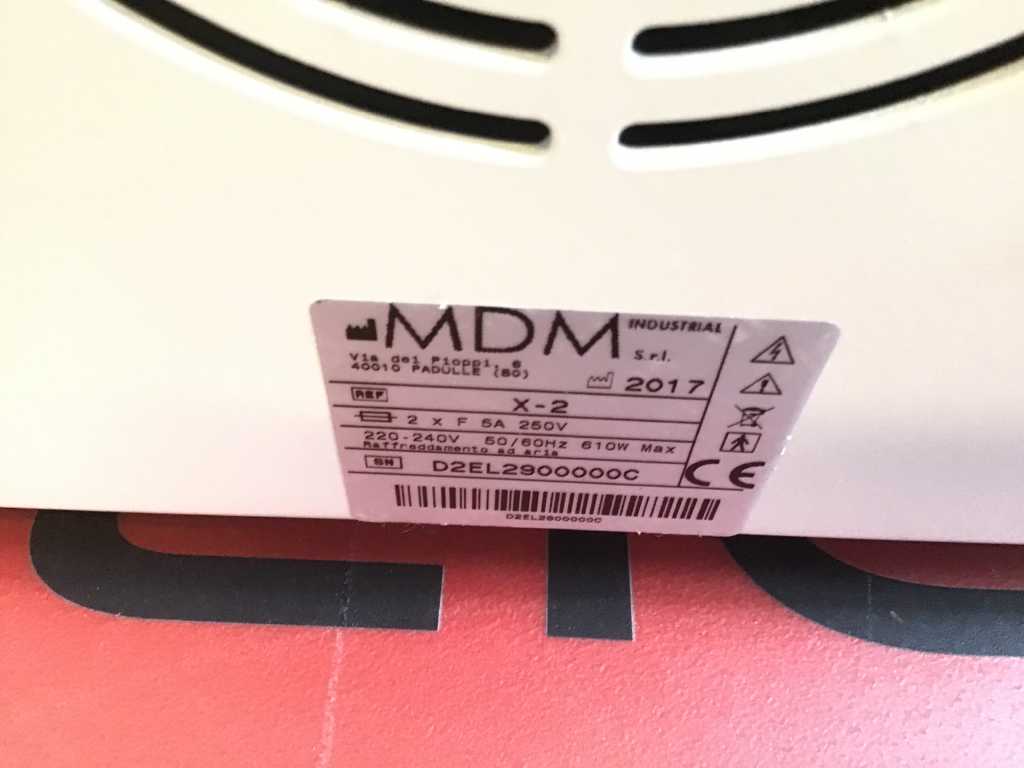 MDM INDUSTRIAL S.r.l.
Via dei Pioppi, 6
40010 PADULLE (BO)
2017
REF X-2
2 x F 5A 250V
220-240V 50/60Hz 610W Max
Raffreddamento ad aria
SN D2EL2900000C
CE
D2EL2900000C